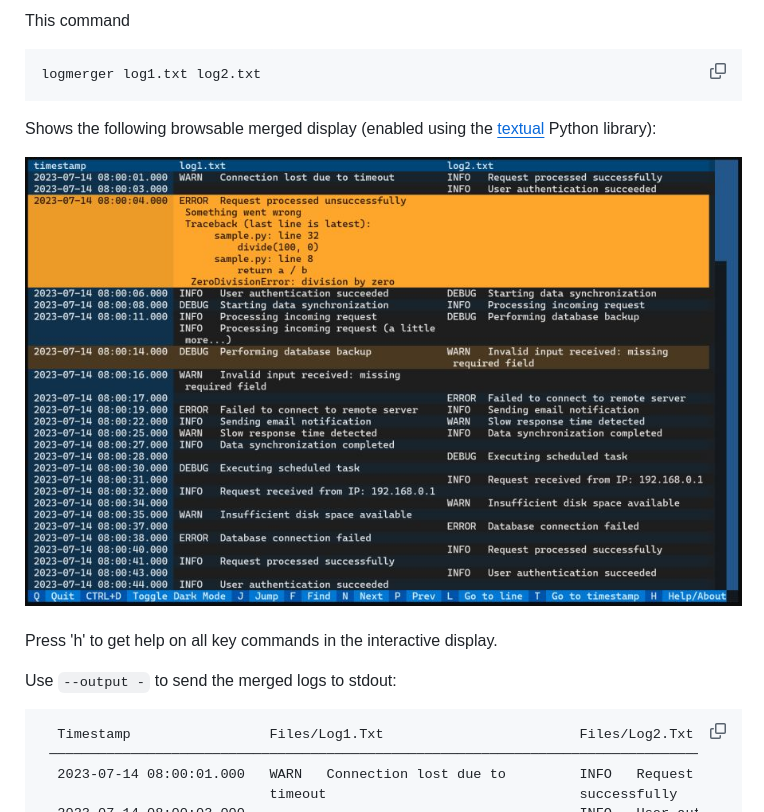 This command
logmerger log1.txt log2.txt
Shows the following browsable merged display (enabled using the textual Python library):
timestamp log1.txt log2.txt
2023-07-14 08:00:01.000 WARN Connection lost due to timeout INFO Request processed successfully
2023-07-14 08:00:03.000 INFO User authentication succeeded
2023-07-14 08:00:04.000 ERROR Request processed unsuccessfully
Something went wrong
Traceback (last line is latest):
sample.py: line 32
divide(100, 0)
sample.py: line 8
return a / b
ZeroDivisionError: division by zero
2023-07-14 08:00:06.000 INFO User authentication succeeded DEBUG Starting data synchronization
2023-07-14 08:00:08.000 DEBUG Starting data synchronization INFO Processing incoming request
2023-07-14 08:00:11.000 INFO Processing incoming request DEBUG Performing database backup
INFO Processing incoming request (a little
more...)
2023-07-14 08:00:14.000 DEBUG Performing database backup WARN Invalid input received: missing
required field
2023-07-14 08:00:16.000 WARN Invalid input received: missing
required field
2023-07-14 08:00:17.000 ERROR Failed to connect to remote server
2023-07-14 08:00:19.000 ERROR Failed to connect to remote server INFO Sending email notification
2023-07-14 08:00:22.000 INFO Sending email notification WARN Slow response time detected
2023-07-14 08:00:25.000 WARN Slow response time detected INFO Data synchronization completed
2023-07-14 08:00:27.000 INFO Data synchronization completed
2023-07-14 08:00:28.000 DEBUG Executing scheduled task
2023-07-14 08:00:30.000 DEBUG Executing scheduled task
2023-07-14 08:00:31.000 INFO Request received from IP: 192.168.0.1
2023-07-14 08:00:32.000 INFO Request received from IP: 192.168.0.1
2023-07-14 08:00:34.000 WARN Insufficient disk space available
2023-07-14 08:00:35.000 WARN Insufficient disk space available
2023-07-14 08:00:37.000 ERROR Database connection failed
2023-07-14 08:00:38.000 ERROR Database connection failed
2023-07-14 08:00:40.000 INFO Request processed successfully
2023-07-14 08:00:41.000 INFO Request processed successfully
2023-07-14 08:00:43.000 INFO User authentication succeeded
2023-07-14 08:00:44.000 INFO User authentication succeeded
Q Quit CTRL+D Toggle Dark Mode J Jump F Find N Next P Prev L Go to line T Go to timestamp H Help/About
Press 'h' to get help on all key commands in the interactive display.
Use --output - to send the merged logs to stdout:
Timestamp Files/Log1.Txt Files/Log2.Txt
2023-07-14 08:00:01.000 WARN Connection lost due to INFO Request
timeout successfully
2023-07-14 08:00:03.000 INFO User aut